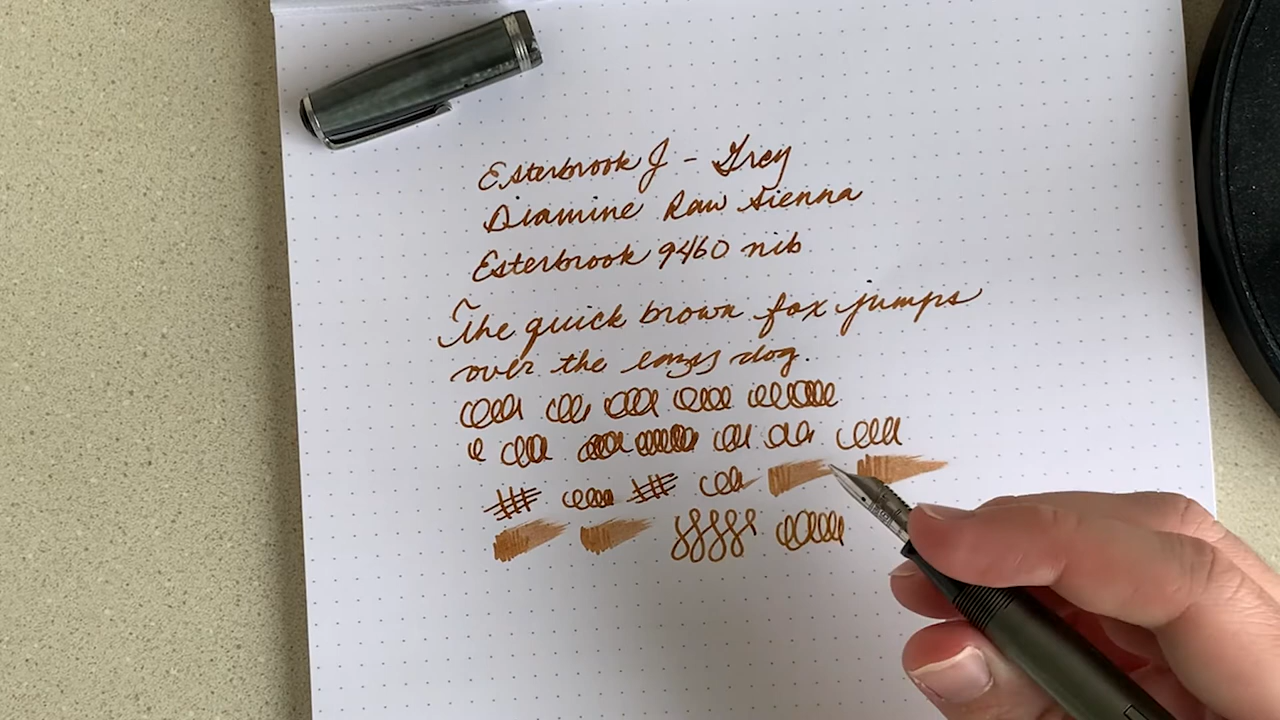 Esterbrook J - Grey
Diamine Raw Sienna
Esterbrook 9460 nib
The quick brown fox jumps
over the lazy dog.